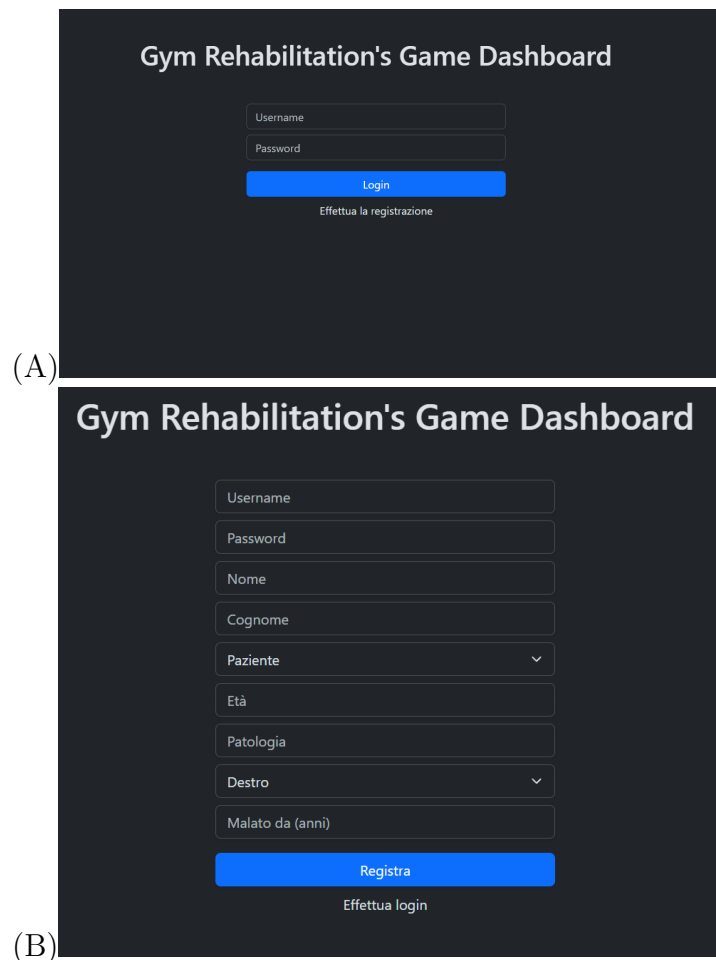 Gym Rehabilitation's Game Dashboard
Username
Password
Login
Effettua la registrazione
(A)
Gym Rehabilitation's Game Dashboard
Username
Password
Nome
Cognome
Paziente
Età
Patologia
Destro
Malato da (anni)
Registra
Effettua login
(B)